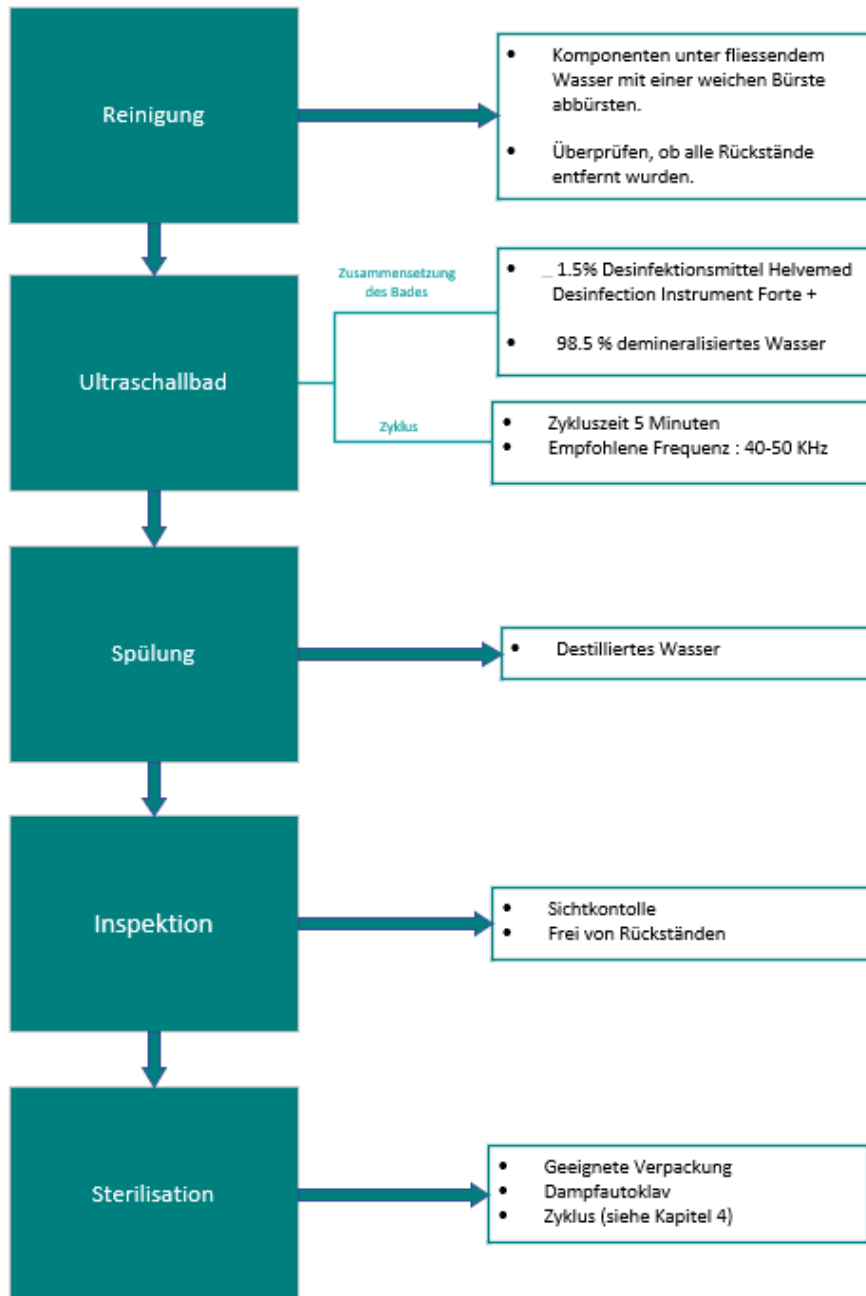 Reinigung
• Komponenten unter fliessendem
Wasser mit einer weichen Bürste
abbürsten.
• Überprüfen, ob alle Rückstände
entfernt wurden.
Ultraschallbad
Zusammensetzung
des Bades
• _ 1.5% Desinfektionsmittel Helvemed
Desinfection Instrument Forte +
• 98.5 % demineralisiertes Wasser
Zyklus
• Zykluszeit 5 Minuten
• Empfohlene Frequenz : 40-50 KHz
Spülung
• Destilliertes Wasser
Inspektion
• Sichtkontolle
• Frei von Rückständen
Sterilisation
• Geeignete Verpackung
• Dampfautoklav
• Zyklus (siehe Kapitel 4)